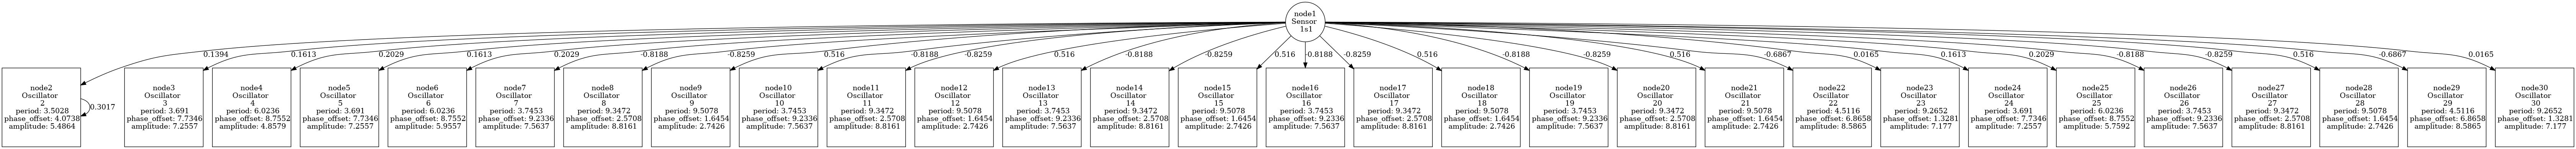 node1
Sensor
1s1
0.1394
0.1613
0.2029
0.1613
0.2029
-0.8188
-0.8259
0.516
-0.8188
-0.8259
0.516
-0.8188
-0.8259
0.516
-0.8188
-0.8259
0.516
-0.8188
-0.8259
0.516
-0.6867
0.0165
0.1613
0.2029
-0.8188
-0.8259
0.516
-0.6867
0.0165
node2
Oscillator
2
period: 3.5028
phase_offset: 4.0738
amplitude: 5.4864
0.3017
node3
Oscillator
3
period: 3.691
phase_offset: 7.7346
amplitude: 7.2557
node4
Oscillator
4
period: 6.0236
phase_offset: 8.7552
amplitude: 4.8579
node5
Oscillator
5
period: 3.691
phase_offset: 7.7346
amplitude: 7.2557
node6
Oscillator
6
period: 6.0236
phase_offset: 8.7552
amplitude: 5.9557
node7
Oscillator
7
period: 3.7453
phase_offset: 9.2336
amplitude: 7.5637
node8
Oscillator
8
period: 9.3472
phase_offset: 2.5708
amplitude: 8.8161
node9
Oscillator
9
period: 9.5078
phase_offset: 1.6454
amplitude: 2.7426
node10
Oscillator
10
period: 3.7453
phase_offset: 9.2336
amplitude: 7.5637
node11
Oscillator
11
period: 9.3472
phase_offset: 2.5708
amplitude: 8.8161
node12
Oscillator
12
period: 9.5078
phase_offset: 1.6454
amplitude: 2.7426
node13
Oscillator
13
period: 3.7453
phase_offset: 9.2336
amplitude: 7.5637
node14
Oscillator
14
period: 9.3472
phase_offset: 2.5708
amplitude: 8.8161
node15
Oscillator
15
period: 9.5078
phase_offset: 1.6454
amplitude: 2.7426
node16
Oscillator
16
period: 3.7453
phase_offset: 9.2336
amplitude: 7.5637
node17
Oscillator
17
period: 9.3472
phase_offset: 2.5708
amplitude: 8.8161
node18
Oscillator
18
period: 9.5078
phase_offset: 1.6454
amplitude: 2.7426
node19
Oscillator
19
period: 3.7453
phase_offset: 9.2336
amplitude: 7.5637
node20
Oscillator
20
period: 9.3472
phase_offset: 2.5708
amplitude: 8.8161
node21
Oscillator
21
period: 9.5078
phase_offset: 1.6454
amplitude: 2.7426
node22
Oscillator
22
period: 4.5116
phase_offset: 6.8658
amplitude: 8.5865
node23
Oscillator
23
period: 9.2652
phase_offset: 1.3281
amplitude: 7.177
node24
Oscillator
24
period: 3.691
phase_offset: 7.7346
amplitude: 7.2557
node25
Oscillator
25
period: 6.0236
phase_offset: 8.7552
amplitude: 5.7592
node26
Oscillator
26
period: 3.7453
phase_offset: 9.2336
amplitude: 7.5637
node27
Oscillator
27
period: 9.3472
phase_offset: 2.5708
amplitude: 8.8161
node28
Oscillator
28
period: 9.5078
phase_offset: 1.6454
amplitude: 2.7426
node29
Oscillator
29
period: 4.5116
phase_offset: 6.8658
amplitude: 8.5865
node30
Oscillator
30
period: 9.2652
phase_offset: 1.3281
amplitude: 7.177